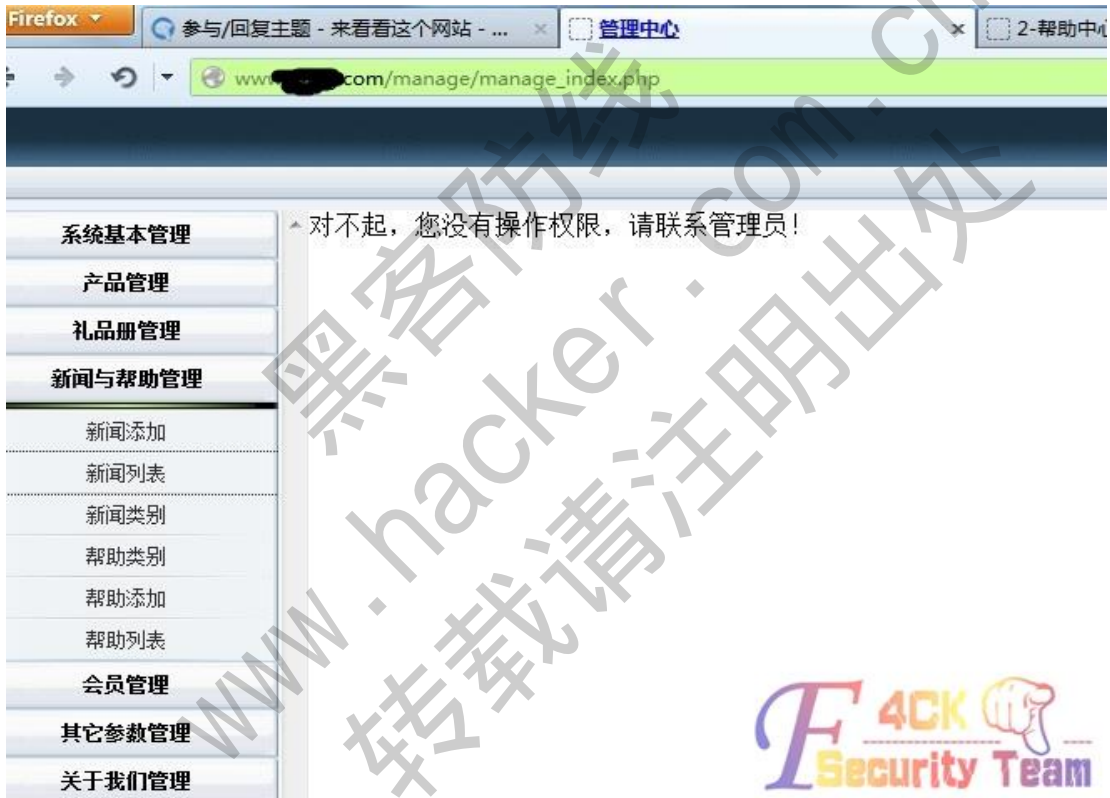 Firefox
参与/回复主题 - 来看看这个网站 - ...
管理中心
2-帮助中心
www.
com/manage/manage_index.php
对不起，您没有操作权限，请联系管理员！
系统基本管理
产品管理
礼品册管理
新闻与帮助管理
新闻添加
新闻列表
新闻类别
帮助类别
帮助添加
帮助列表
会员管理
其它参数管理
关于我们管理
黑客防线
www.hacker.com.cn
转载请注明出处
F4CK
Security Team